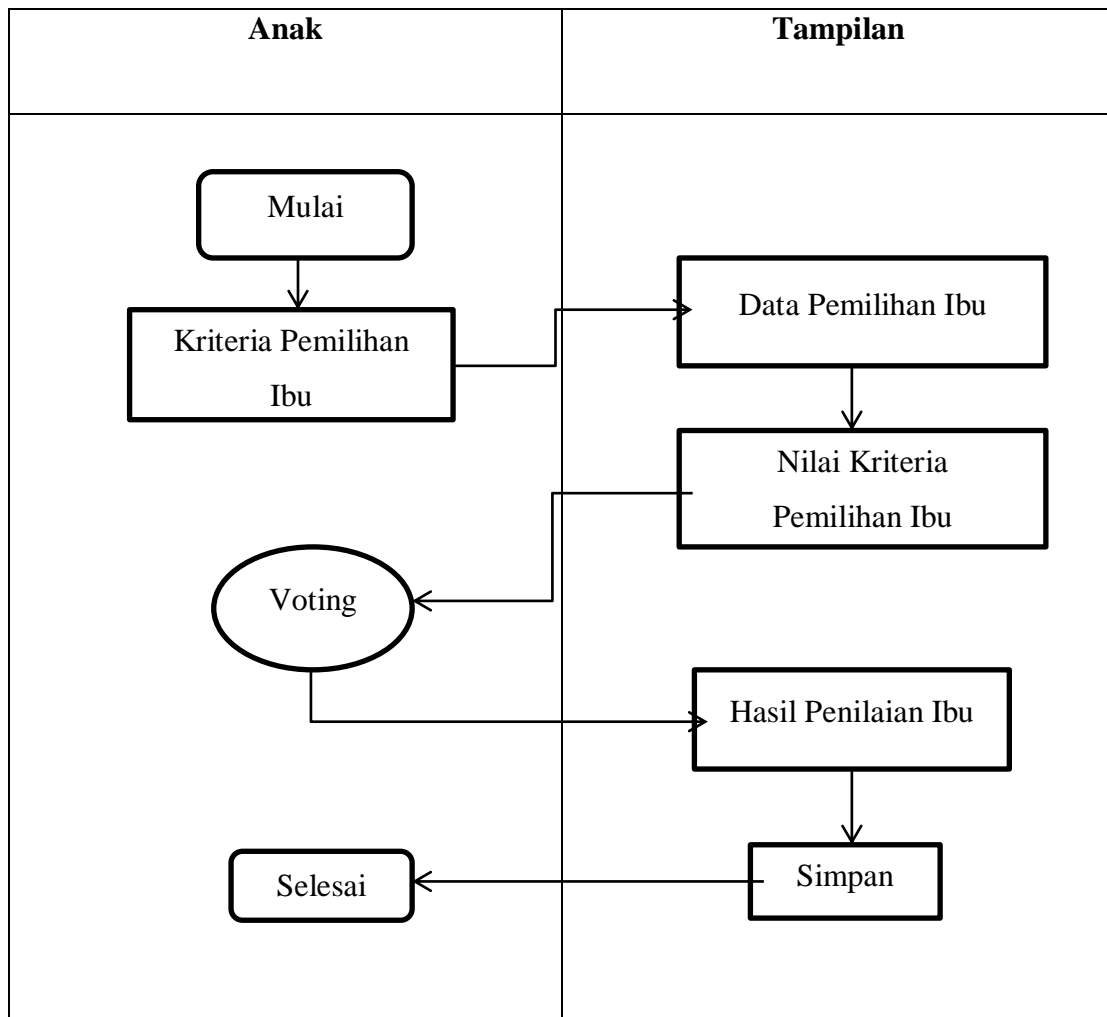 Anak
Tampilan
Mulai
Kriteria Pemilihan
Ibu
Data Pemilihan Ibu
Nilai Kriteria
Pemilihan Ibu
Voting
Hasil Penilaian Ibu
Simpan
Selesai